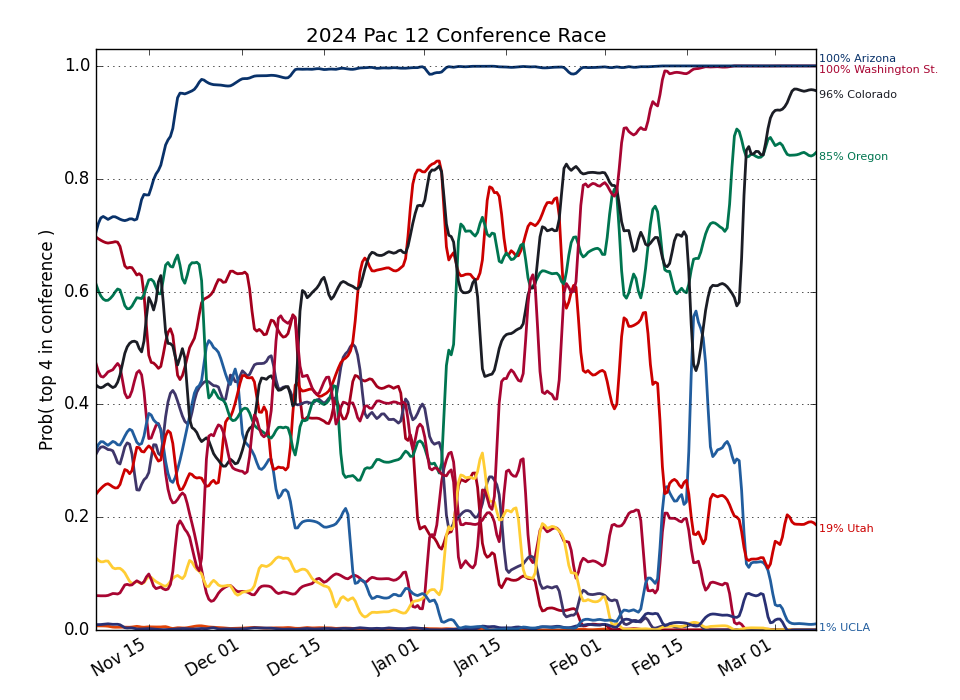 2024 Pac 12 Conference Race
Prob( top 4 in conference )
1.0
0.8
0.6
0.4
0.2
0.0
Nov 15
Dec 01
Dec 15
Jan 01
Jan 15
Feb 01
Feb 15
Mar 01
100% Arizona
100% Washington St.
96% Colorado
85% Oregon
19% Utah
1% UCLA